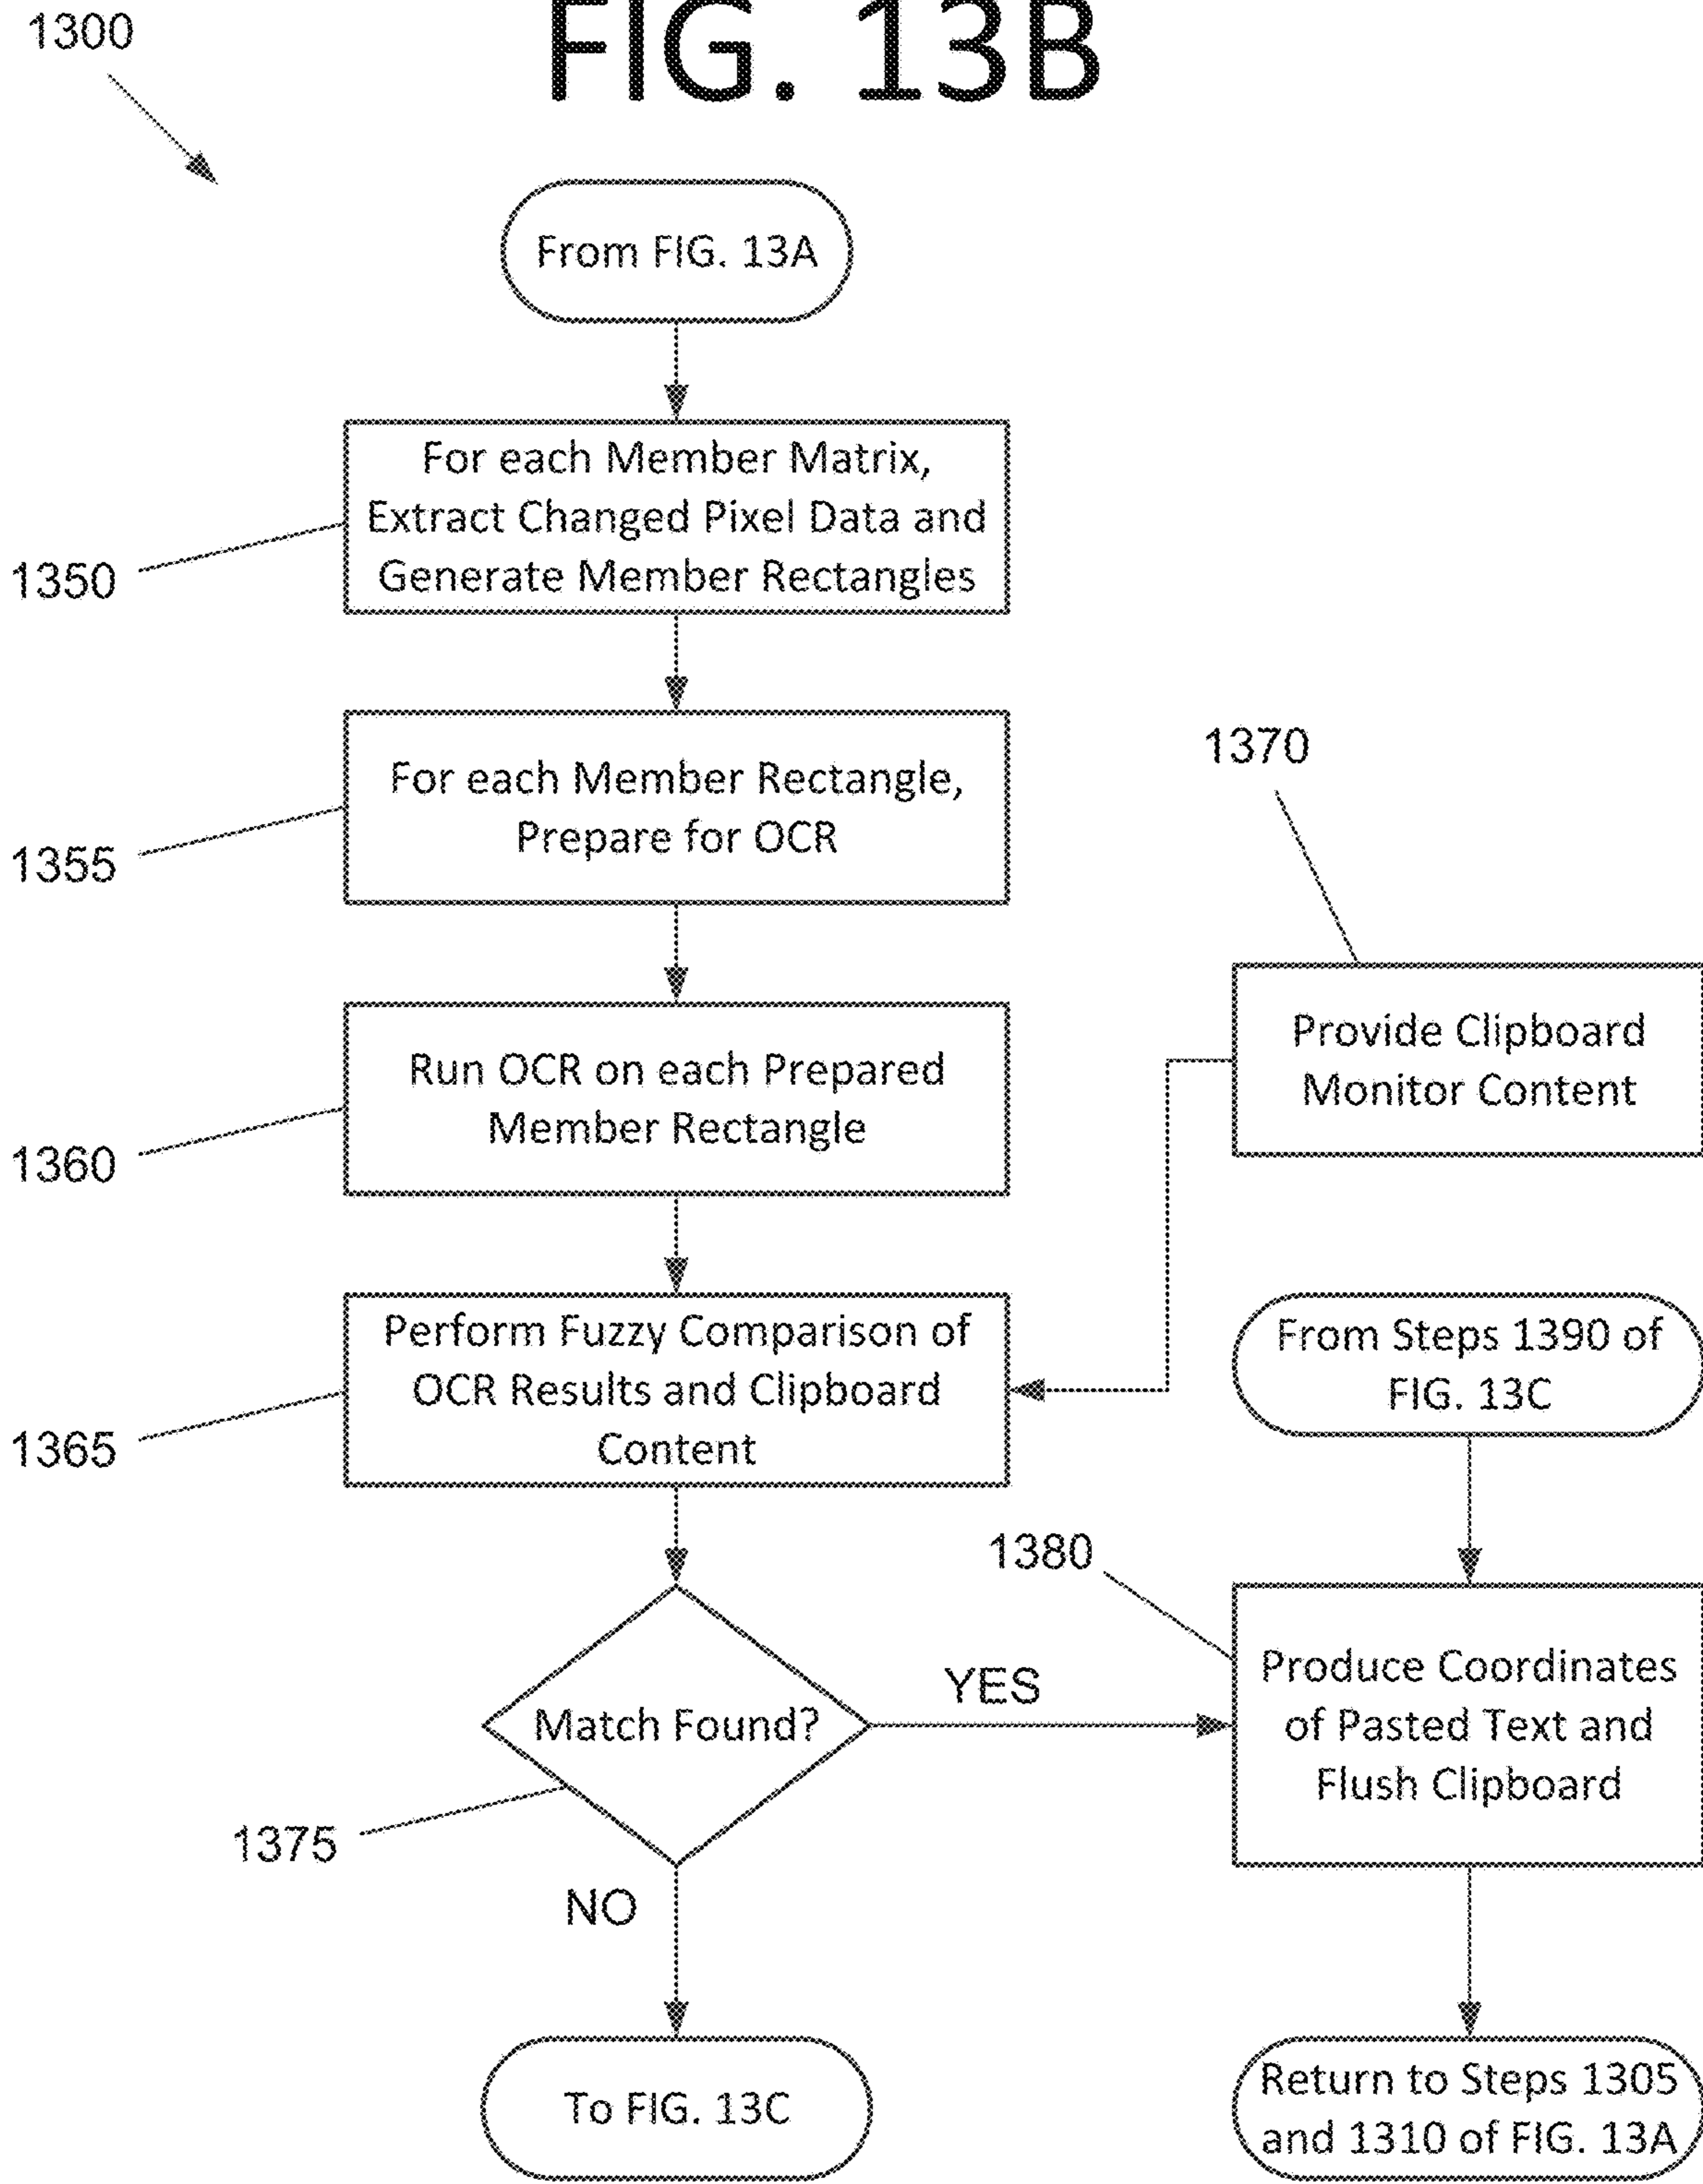 FIG. 13B
1300
From FIG. 13A
For each Member Matrix,
Extract Changed Pixel Data and
Generate Member Rectangles
1350
For each Member Rectangle,
Prepare for OCR
1355
Run OCR on each Prepared
Member Rectangle
1360
1370
Provide Clipboard
Monitor Content
Perform Fuzzy Comparison of
OCR Results and Clipboard
Content
1365
From Steps 1390 of
FIG. 13C
Match Found?
1375
YES
NO
1380
Produce Coordinates
of Pasted Text and
Flush Clipboard
To FIG. 13C
Return to Steps 1305
and 1310 of FIG. 13A